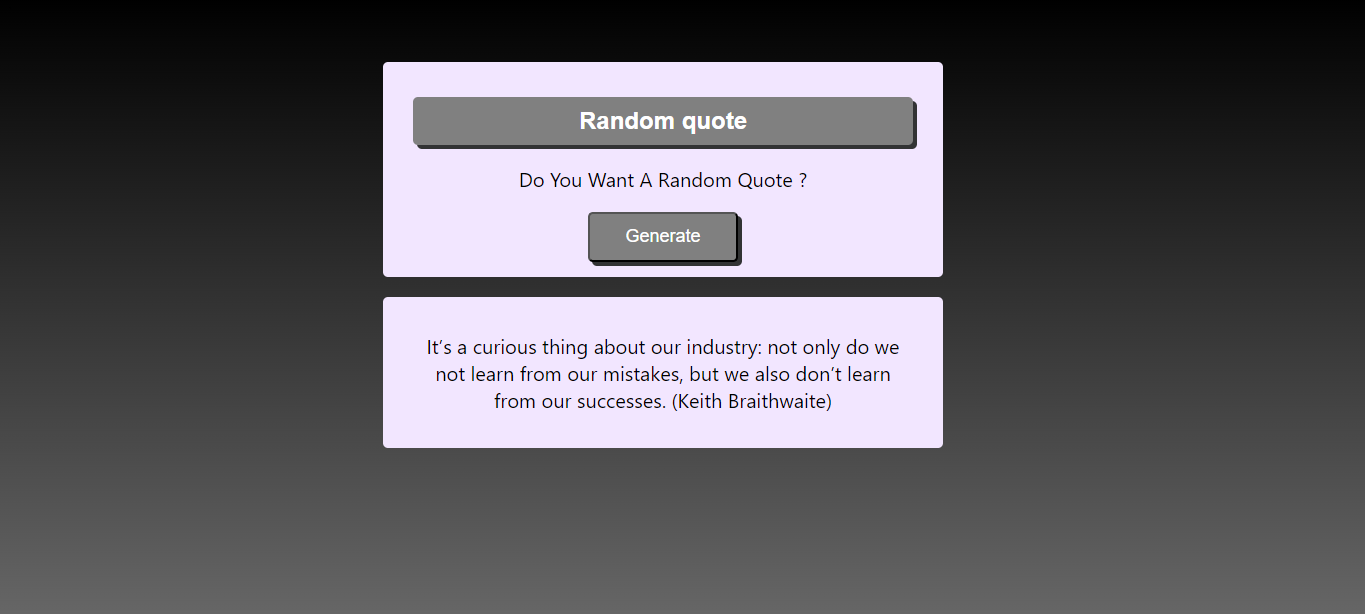 Random quote
Do You Want A Random Quote ?
Generate
It’s a curious thing about our industry: not only do we
not learn from our mistakes, but we also don’t learn
from our successes. (Keith Braithwaite)